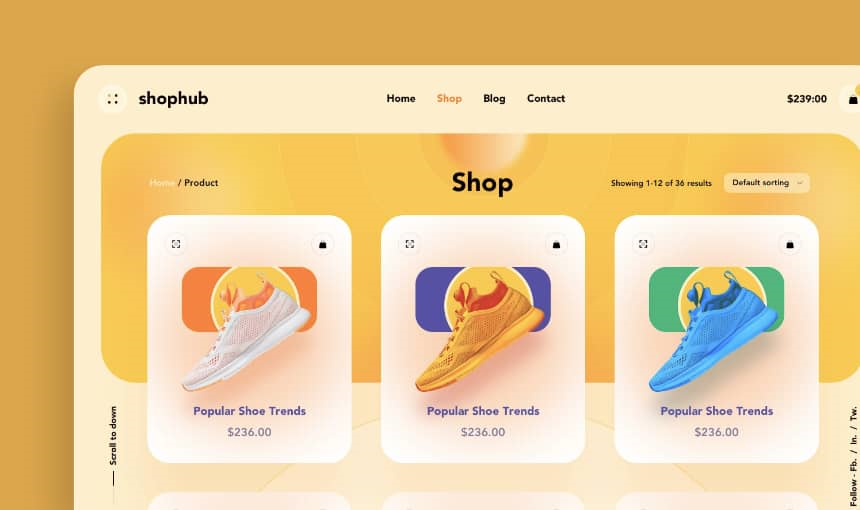 shophub
Home Shop Blog Contact
$239:00
Home / Product
Shop
Showing 1-12 of 36 results
Default sorting
Popular Shoe Trends
$236.00
Popular Shoe Trends
$236.00
Popular Shoe Trends
$236.00
Scroll to down
Follow - Fb. / In. / Tw.